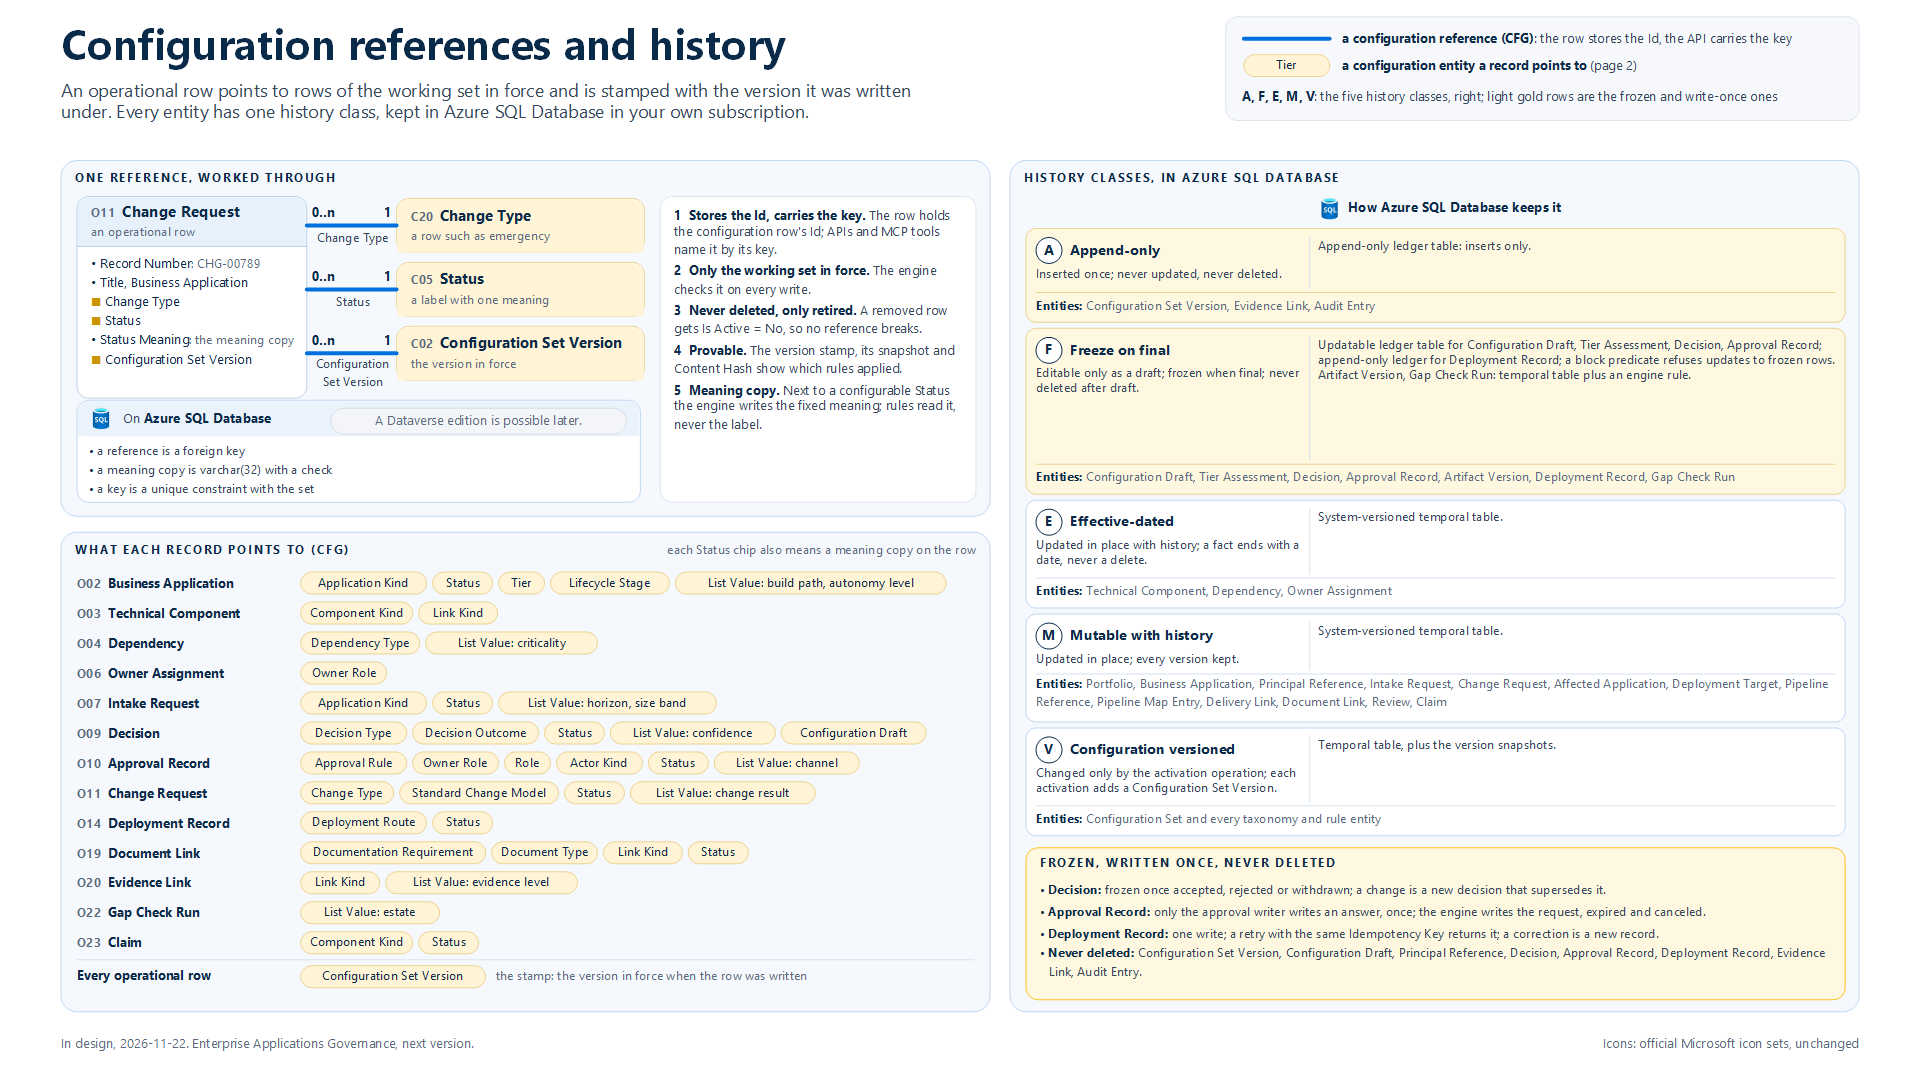 Configuration references and history
An operational row points to rows of the working set in force and is stamped with the version it was written
under. Every entity has one history class, kept in Azure SQL Database in your own subscription.
a configuration reference (CFG): the row stores the Id, the API carries the key
Tier
a configuration entity a record points to (page 2)
A, F, E, M, V: the five history classes, right; light gold rows are the frozen and write-once ones
ONE REFERENCE, WORKED THROUGH
O11 Change Request
an operational row
• Record Number: CHG-00789
• Title, Business Application
Change Type
Status
• Status Meaning: the meaning copy
Configuration Set Version
0..n 1
Change Type
0..n 1
Status
0..n 1
Configuration
Set Version
C20 Change Type
a row such as emergency
C05 Status
a label with one meaning
C02 Configuration Set Version
the version in force
SQL
On Azure SQL Database
A Dataverse edition is possible later.
• a reference is a foreign key
• a meaning copy is varchar(32) with a check
• a key is a unique constraint with the set
1 Stores the Id, carries the key. The row holds
the configuration row's Id; APIs and MCP tools
name it by its key.
2 Only the working set in force. The engine
checks it on every write.
3 Never deleted, only retired. A removed row
gets Is Active = No, so no reference breaks.
4 Provable. The version stamp, its snapshot and
Content Hash show which rules applied.
5 Meaning copy. Next to a configurable Status
the engine writes the fixed meaning; rules read it,
never the label.
WHAT EACH RECORD POINTS TO (CFG)
each Status chip also means a meaning copy on the row
O02 Business Application Application Kind Status Tier Lifecycle Stage List Value: build path, autonomy level
O03 Technical Component Component Kind Link Kind
O04 Dependency Dependency Type List Value: criticality
O06 Owner Assignment Owner Role
O07 Intake Request Application Kind Status List Value: horizon, size band
O09 Decision Decision Type Decision Outcome Status List Value: confidence Configuration Draft
O10 Approval Record Approval Rule Owner Role Role Actor Kind Status List Value: channel
O11 Change Request Change Type Standard Change Model Status List Value: change result
O14 Deployment Record Deployment Route Status
O19 Document Link Documentation Requirement Document Type Link Kind Status
O20 Evidence Link Link Kind List Value: evidence level
O22 Gap Check Run List Value: estate
O23 Claim Component Kind Status
Every operational row Configuration Set Version the stamp: the version in force when the row was written
HISTORY CLASSES, IN AZURE SQL DATABASE
SQL
How Azure SQL Database keeps it
A Append-only
Inserted once; never updated, never deleted.
Append-only ledger table: inserts only.
Entities: Configuration Set Version, Evidence Link, Audit Entry
F Freeze on final
Editable only as a draft; frozen when final; never
deleted after draft.
Updatable ledger table for Configuration Draft, Tier Assessment, Decision, Approval Record;
append-only ledger for Deployment Record; a block predicate refuses updates to frozen rows.
Artifact Version, Gap Check Run: temporal table plus an engine rule.
Entities: Configuration Draft, Tier Assessment, Decision, Approval Record, Artifact Version, Deployment Record, Gap Check Run
E Effective-dated
Updated in place with history; a fact ends with a
date, never a delete.
System-versioned temporal table.
Entities: Technical Component, Dependency, Owner Assignment
M Mutable with history
Updated in place; every version kept.
System-versioned temporal table.
Entities: Portfolio, Business Application, Principal Reference, Intake Request, Change Request, Affected Application, Deployment Target, Pipeline
Reference, Pipeline Map Entry, Delivery Link, Document Link, Review, Claim
V Configuration versioned
Changed only by the activation operation; each
activation adds a Configuration Set Version.
Temporal table, plus the version snapshots.
Entities: Configuration Set and every taxonomy and rule entity
FROZEN, WRITTEN ONCE, NEVER DELETED
• Decision: frozen once accepted, rejected or withdrawn; a change is a new decision that supersedes it.
• Approval Record: only the approval writer writes an answer, once; the engine writes the request, expired and canceled.
• Deployment Record: one write; a retry with the same Idempotency Key returns it; a correction is a new record.
• Never deleted: Configuration Set Version, Configuration Draft, Principal Reference, Decision, Approval Record, Deployment Record, Evidence
Link, Audit Entry.
In design, 2026-11-22. Enterprise Applications Governance, next version.
Icons: official Microsoft icon sets, unchanged